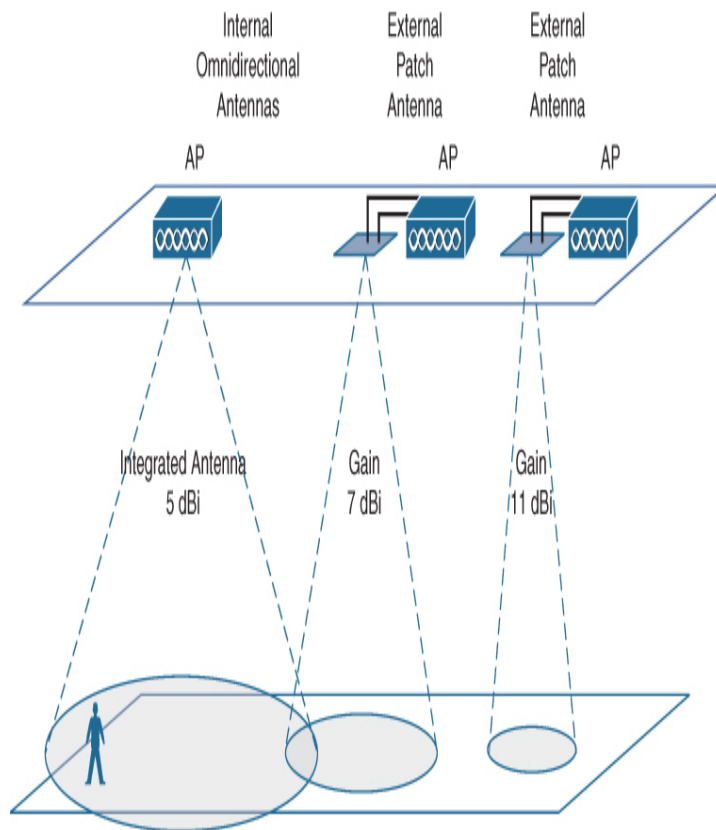 Internal
Omnidirectional
Antennas
External
Patch
Antenna
External
Patch
Antenna
AP
AP
AP
Integrated Antenna
5 dBi
Gain
7 dBi
Gain
11 dBi